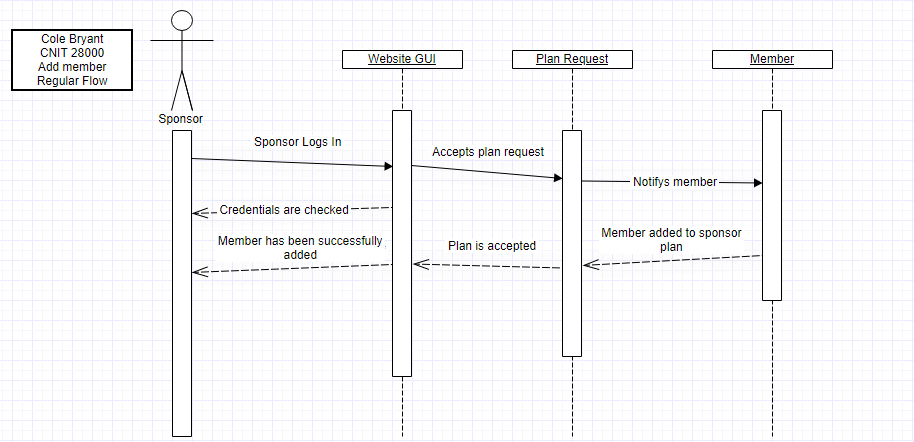 Cole Bryant
CNIT 28000
Add member
Regular Flow
Sponsor
Website GUI
Plan Request
Member
Sponsor Logs In
Accepts plan request
Notifys member
Credentials are checked
Member has been successfully
added
Plan is accepted
Member added to sponsor
plan